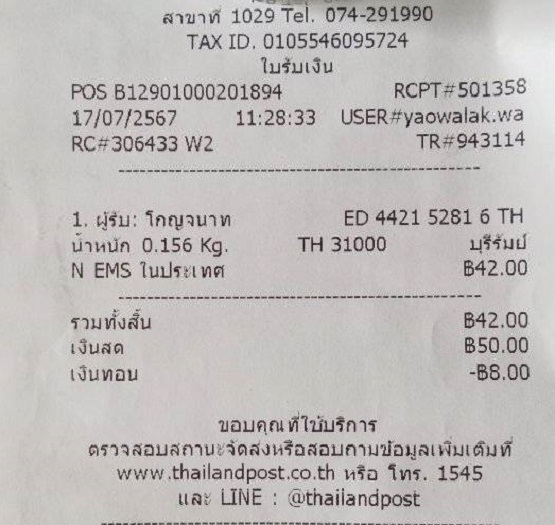 สาขาที่ 1029 Tel. 074-291990
TAX ID. 0105546095724
ใบรับเงิน
POS B12901000201894 RCPT#501358
17/07/2567 11:28:33 USER#yaowalak.wa
RC#306433 W2 TR#943114
1. ผู้รับ: โกญจนาท ED 4421 5281 6 TH
น้ำหนัก 0.156 Kg. TH 31000 บุรีรัมย์
N EMS ในประเทศ ฿42.00
รวมทั้งสิ้น ฿42.00
เงินสด ฿50.00
เงินทอน -฿8.00
ขอบคุณที่ใช้บริการ
ตรวจสอบสถานะจัดส่งหรือสอบถามข้อมูลเพิ่มเติมที่
www.thailandpost.co.th หรือ โทร. 1545
และ LINE : @thailandpost